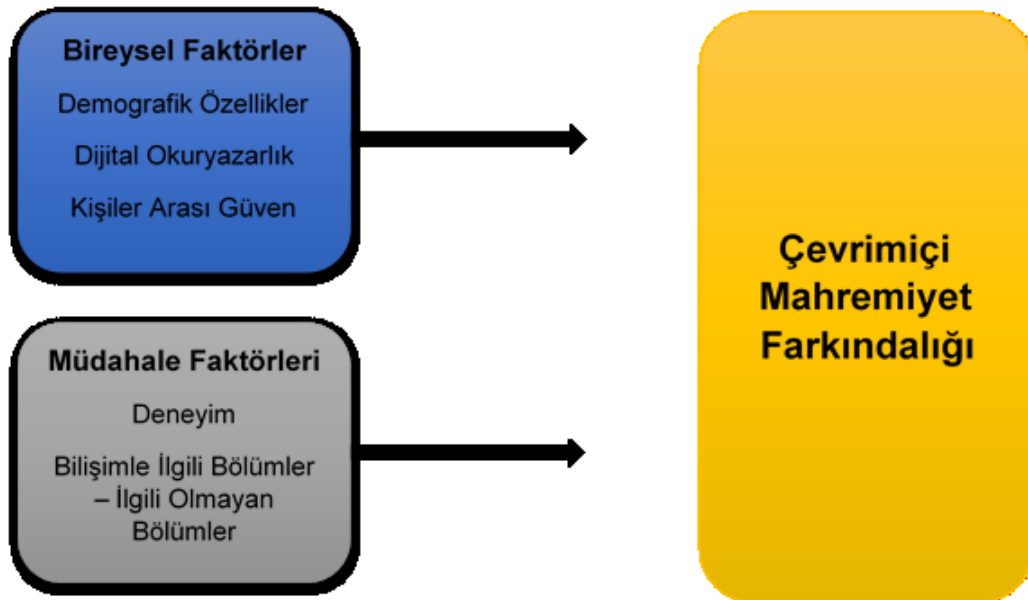 Bireysel Faktörler
Demografik Özellikler
Dijital Okuryazarlık
Kişiler Arası Güven
Müdahale Faktörleri
Deneyim
Bilişimle İlgili Bölümler
– İlgili Olmayan
Bölümler
Çevrimiçi
Mahremiyet
Farkındalığı